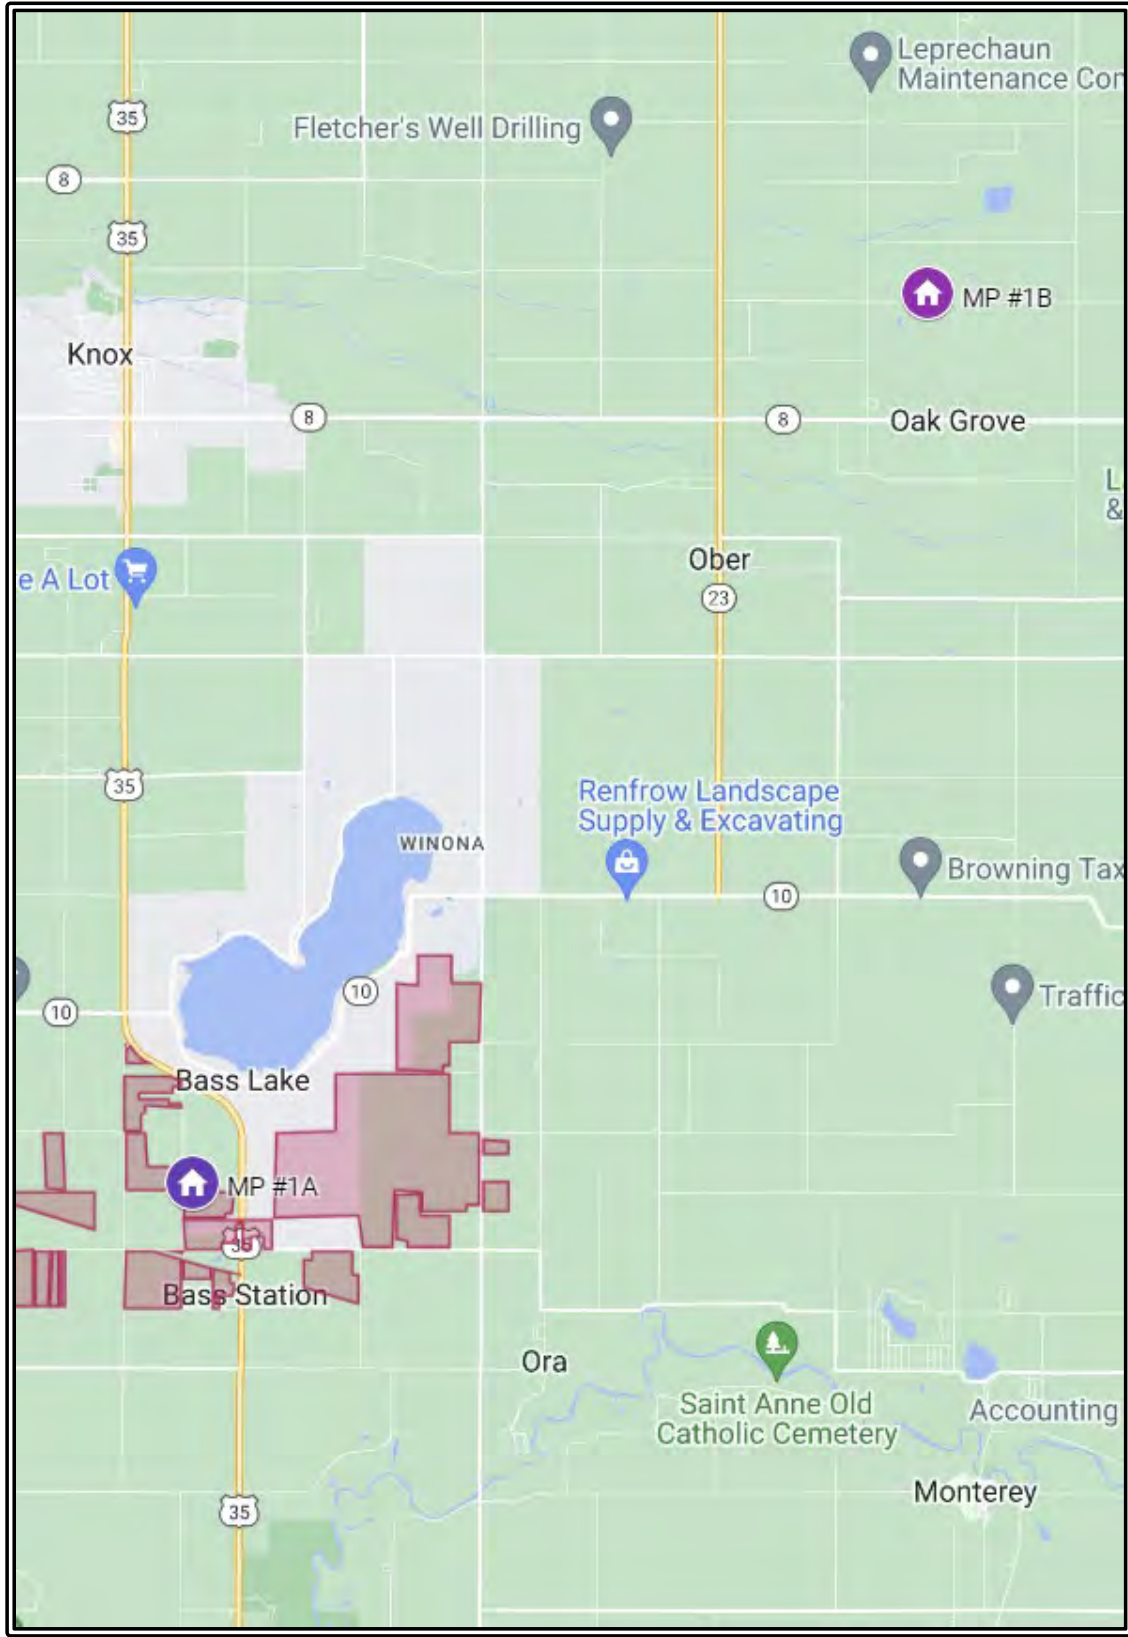 Leprechaun
Maintenance Con
35
Fletcher's Well Drilling
8
35
MP #1B
Knox
8
8
Oak Grove
L
&
Ober
e A Lot
23
35
Renfrow Landscape
Supply & Excavating
WINONA
Browning Tax
10
10
Traffic
10
Bass Lake
MP #1A
35
Bass Station
Ora
Saint Anne Old
Catholic Cemetery
Accounting
Monterey
35